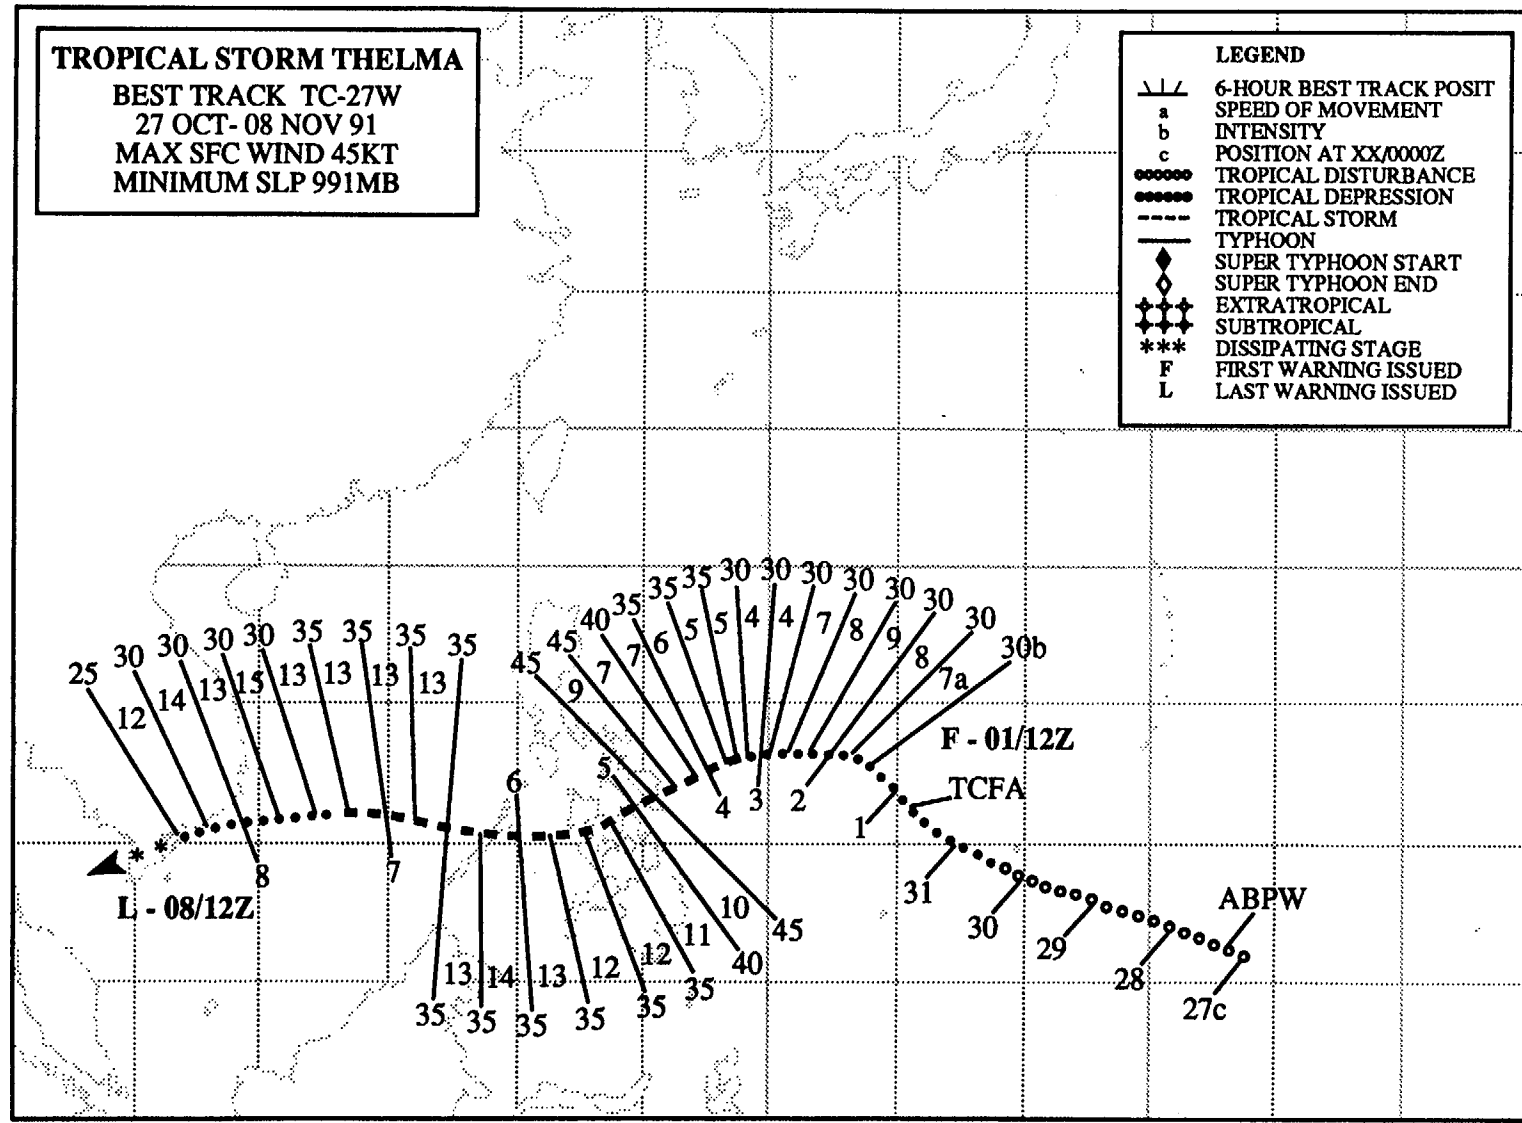 TROPICAL STORM THELMA
BEST TRACK TC-27W
27 OCT- 08 NOV 91
MAX SFC WIND 45KT
MINIMUM SLP 991MB
LEGEND
6-HOUR BEST TRACK POSIT
a SPEED OF MOVEMENT
b INTENSITY
c POSITION AT XX/0000Z
TROPICAL DISTURBANCE
TROPICAL DEPRESSION
TROPICAL STORM
TYPHOON
SUPER TYPHOON START
SUPER TYPHOON END
EXTRATROPICAL
SUBTROPICAL
*** DISSIPATING STAGE
F FIRST WARNING ISSUED
L LAST WARNING ISSUED
25 30 30 30 30 35 35 35 35
12 14 13 15 13 13 13 13
45 45 40 35 35 35 30 30 30 30 30 30 30 30b
9 7 7 6 5 5 4 4 7 8 9 8 7a
F - 01/12Z
TCFA
ABPW
L - 08/12Z
8 7 6 5 4 3 2 1 31 30 29 28 27c
13 14 13 12 12 11 10
35 35 35 35 35 35 40 45